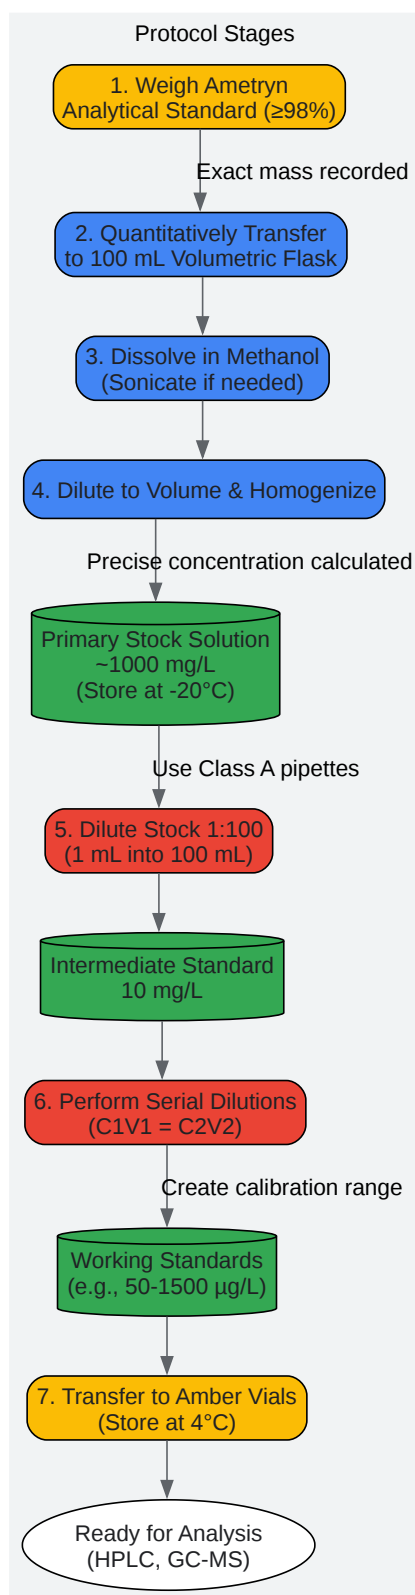 Protocol Stages
1. Weigh Ametryn
Analytical Standard (≥98%)
Exact mass recorded
2. Quantitatively Transfer
to 100 mL Volumetric Flask
3. Dissolve in Methanol
(Sonicate if needed)
4. Dilute to Volume & Homogenize
Precise concentration calculated
Primary Stock Solution
~1000 mg/L
(Store at -20°C)
Use Class A pipettes
5. Dilute Stock 1:100
(1 mL into 100 mL)
Intermediate Standard
10 mg/L
6. Perform Serial Dilutions
(C1V1 = C2V2)
Create calibration range
Working Standards
(e.g., 50-1500 µg/L)
7. Transfer to Amber Vials
(Store at 4°C)
Ready for Analysis
(HPLC, GC-MS)